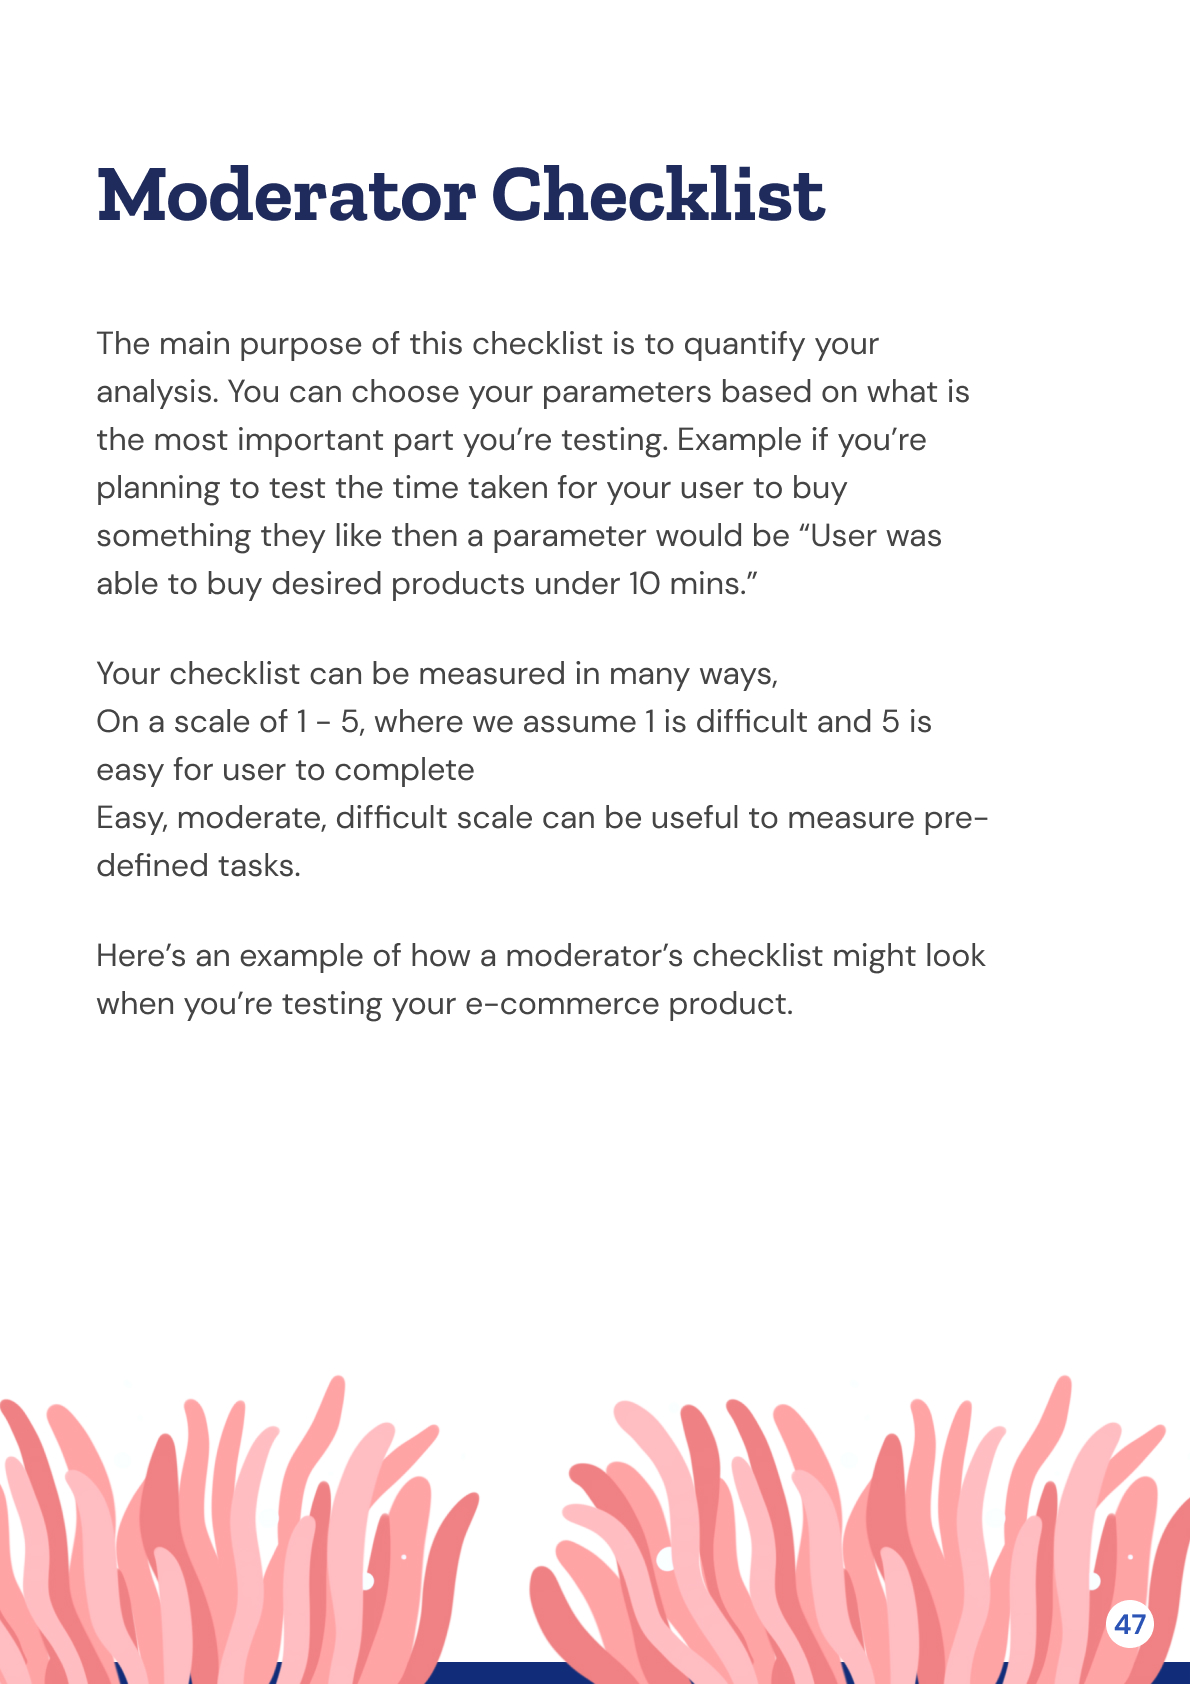 Moderator Checklist
The main purpose of this checklist is to quantify your
analysis. You can choose your parameters based on what is
the most important part you’re testing. Example if you’re
planning to test the time taken for your user to buy
something they like then a parameter would be “User was
able to buy desired products under 10 mins.”
Your checklist can be measured in many ways,
On a scale of 1 - 5, where we assume 1 is difficult and 5 is
easy for user to complete
Easy, moderate, difficult scale can be useful to measure pre-
defined tasks.
Here’s an example of how a moderator’s checklist might look
when you’re testing your e-commerce product.
47